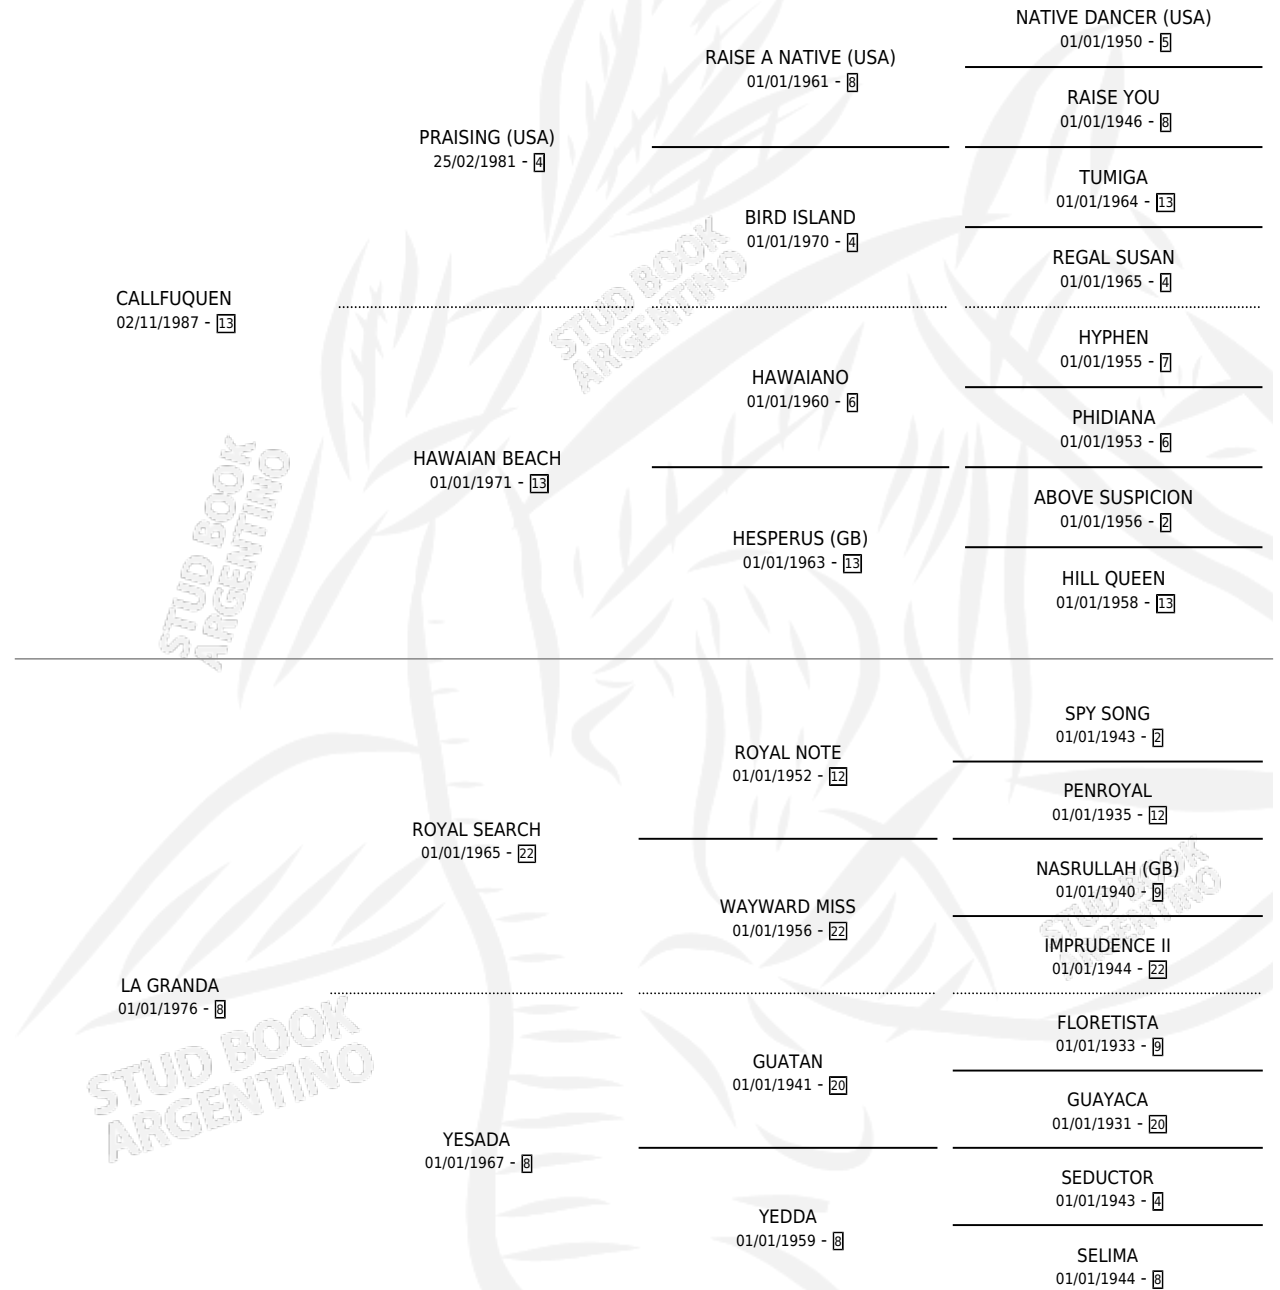 NATIVE DANCER (USA)
01/01/1950 - 5
RAISE A NATIVE (USA)
01/01/1961 - 8
RAISE YOU
01/01/1946 - 8
PRAISING (USA)
25/02/1981 - 4
TUMIGA
01/01/1964 - 13
BIRD ISLAND
01/01/1970 - 4
REGAL SUSAN
01/01/1965 - 4
CALLFUQUEN
02/11/1987 - 13
STUD BOOK
ARGENTINO
HYPHEN
01/01/1955 - 7
HAWAIANO
01/01/1960 - 6
PHIDIANA
01/01/1953 - 6
HAWAIAN BEACH
01/01/1971 - 13
ABOVE SUSPICION
01/01/1956 - 2
HESPERUS (GB)
01/01/1963 - 13
HILL QUEEN
01/01/1958 - 13
STUD BOOK
ARGENTINO
SPY SONG
01/01/1943 - 2
ROYAL NOTE
01/01/1952 - 12
PENROYAL
01/01/1935 - 12
ROYAL SEARCH
01/01/1965 - 22
NASRULLAH (GB)
01/01/1940 - 9
WAYWARD MISS
01/01/1956 - 22
STUD BOOK
ARGENTINO
IMPRUDENCE II
01/01/1944 - 22
LA GRANDA
01/01/1976 - 8
STUD BOOK
ARGENTINO
FLORETISTA
01/01/1933 - 9
GUATAN
01/01/1941 - 20
GUAYACA
01/01/1931 - 20
YESADA
01/01/1967 - 8
SEDUCTOR
01/01/1943 - 4
YEDDA
01/01/1959 - 8
SELIMA
01/01/1944 - 8